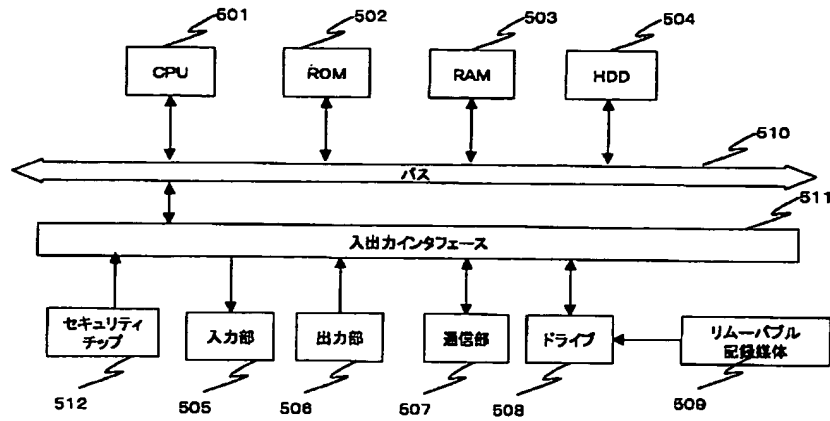 501
502
503
504
CPU
ROM
RAM
HDD
510
バス
511
入出力インタフェース
セキュリティ
チップ
入力部
出力部
通信部
ドライブ
リムーバブル
記録媒体
512
505
506
507
508
509